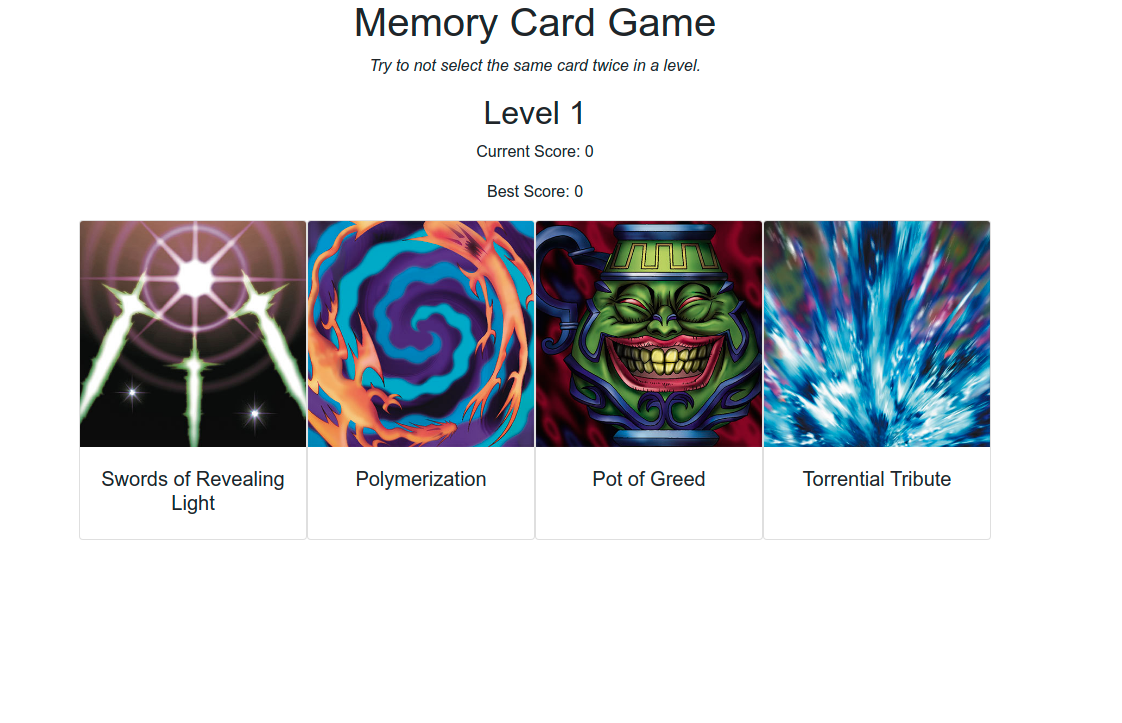 Memory Card Game
Try to not select the same card twice in a level.
Level 1
Current Score: 0
Best Score: 0
Swords of Revealing
Light
Polymerization
Pot of Greed
Torrential Tribute